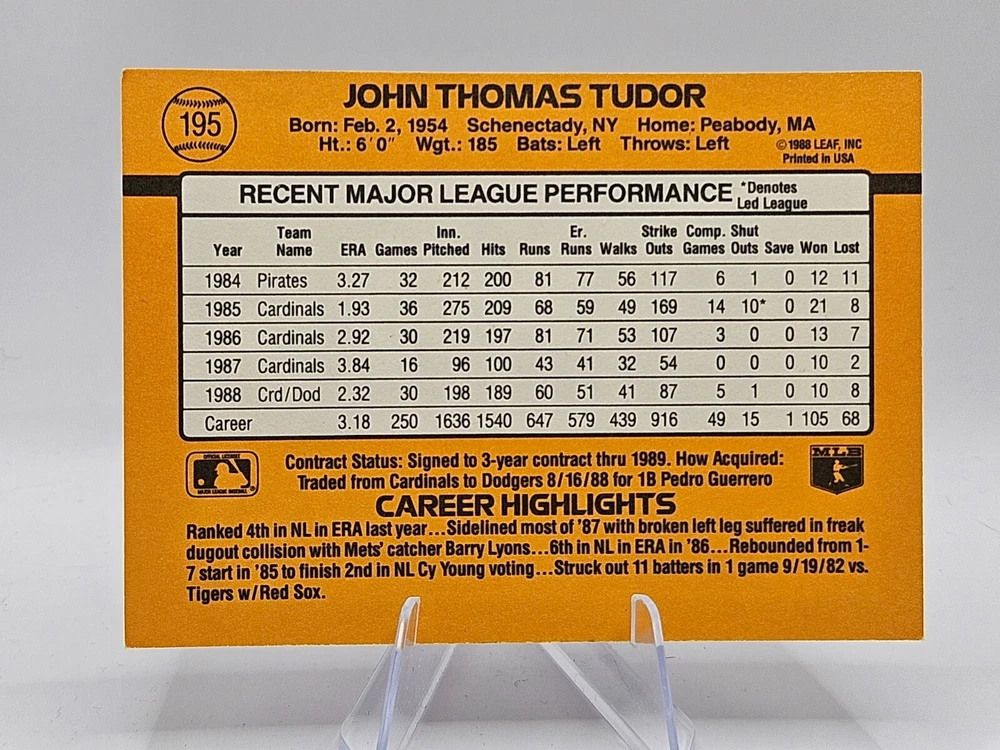 195
JOHN THOMAS TUDOR
Born: Feb. 2, 1954 Schenectady, NY Home: Peabody, MA
Ht.: 6'0" Wgt.: 185 Bats: Left Throws: Left
© 1988 LEAF, INC
Printed in USA
RECENT MAJOR LEAGUE PERFORMANCE *Denotes
Led League
Year Team Name ERA Games Inn. Pitched Hits Runs Er. Runs Walks Strike Outs Comp. Games Shut Outs Save Won Lost
1984 Pirates 3.27 32 212 200 81 77 56 117 6 1 0 12 11
1985 Cardinals 1.93 36 275 209 68 59 49 169 14 10* 0 21 8
1986 Cardinals 2.92 30 219 197 81 71 53 107 3 0 0 13 7
1987 Cardinals 3.84 16 96 100 43 41 32 54 0 0 0 10 2
1988 Crd/Dod 2.32 30 198 189 60 51 41 87 5 1 0 10 8
Career 3.18 250 1636 1540 647 579 439 916 49 15 1 105 68
OFFICIAL LICENSEE
MAJOR LEAGUE BASEBALL
Contract Status: Signed to 3-year contract thru 1989. How Acquired:
Traded from Cardinals to Dodgers 8/16/88 for 1B Pedro Guerrero
MLB
CAREER HIGHLIGHTS
Ranked 4th in NL in ERA last year...Sidelined most of '87 with broken left leg suffered in freak
dugout collision with Mets' catcher Barry Lyons...6th in NL in ERA in '86...Rebounded from 1-
7 start in '85 to finish 2nd in NL Cy Young voting...Struck out 11 batters in 1 game 9/19/82 vs.
Tigers w/Red Sox.